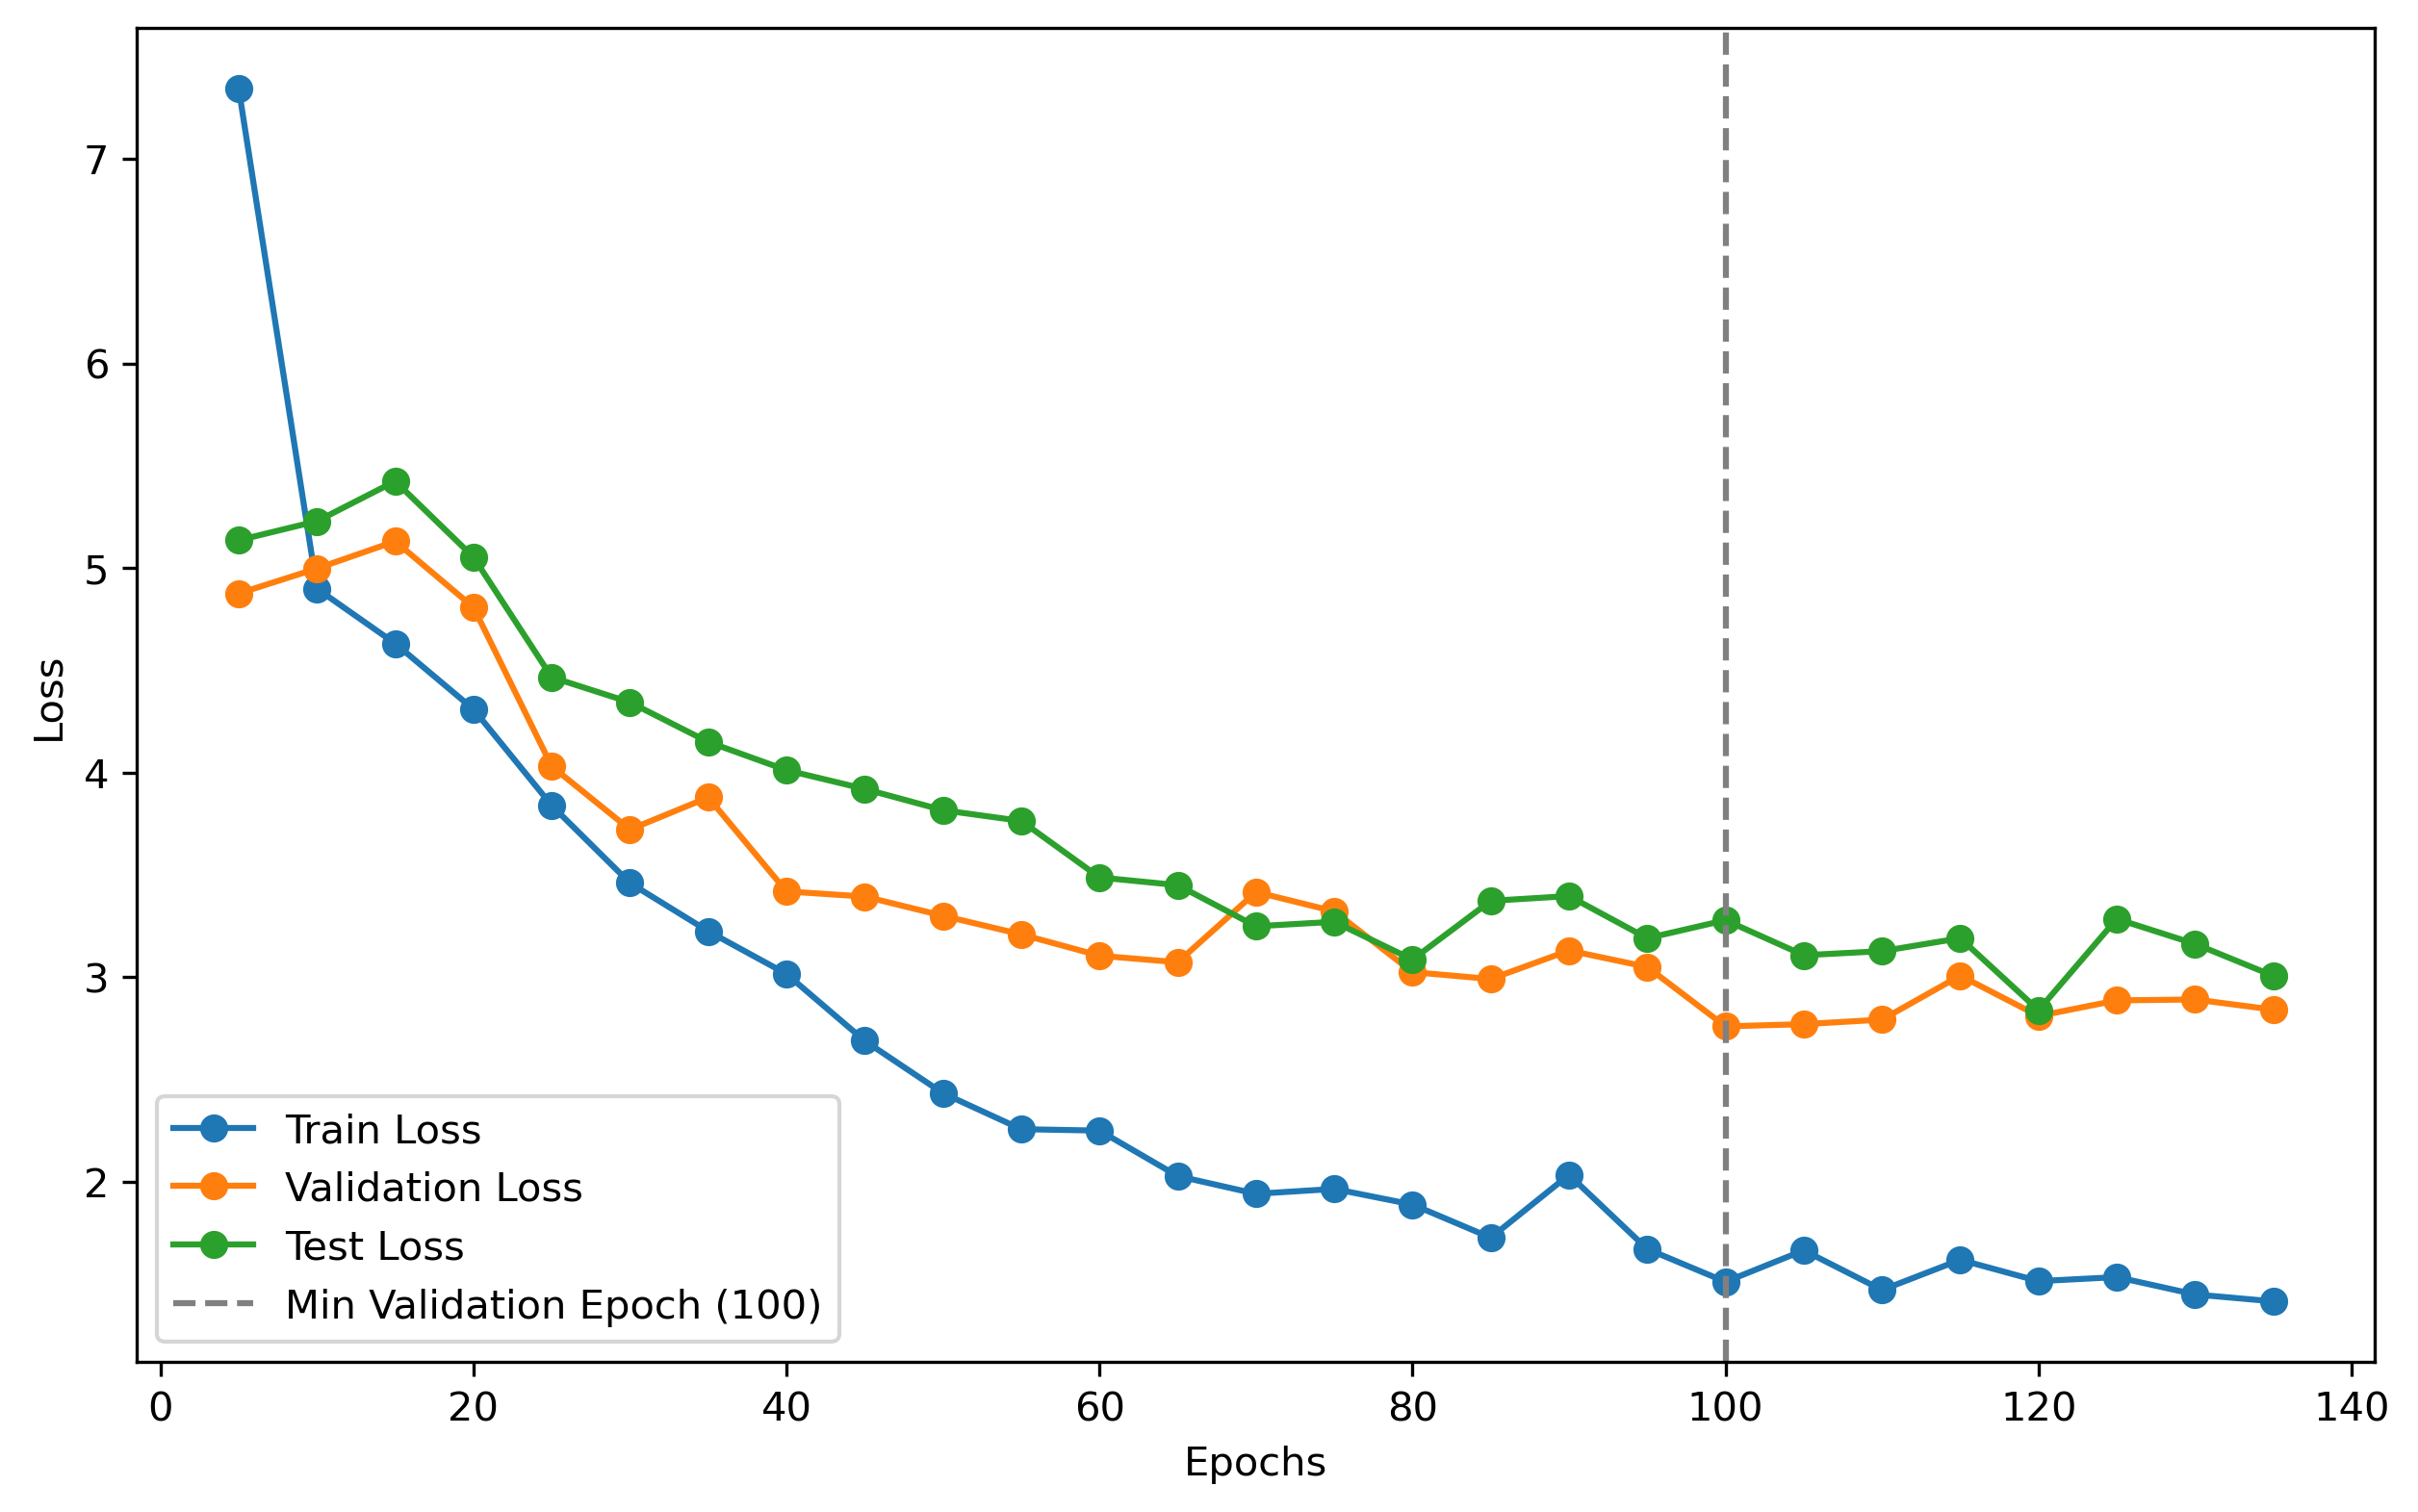 7
6
5
4
3
2
Loss
Train Loss
Validation Loss
Test Loss
Min Validation Epoch (100)
0 20 40 60 80 100 120 140
Epochs